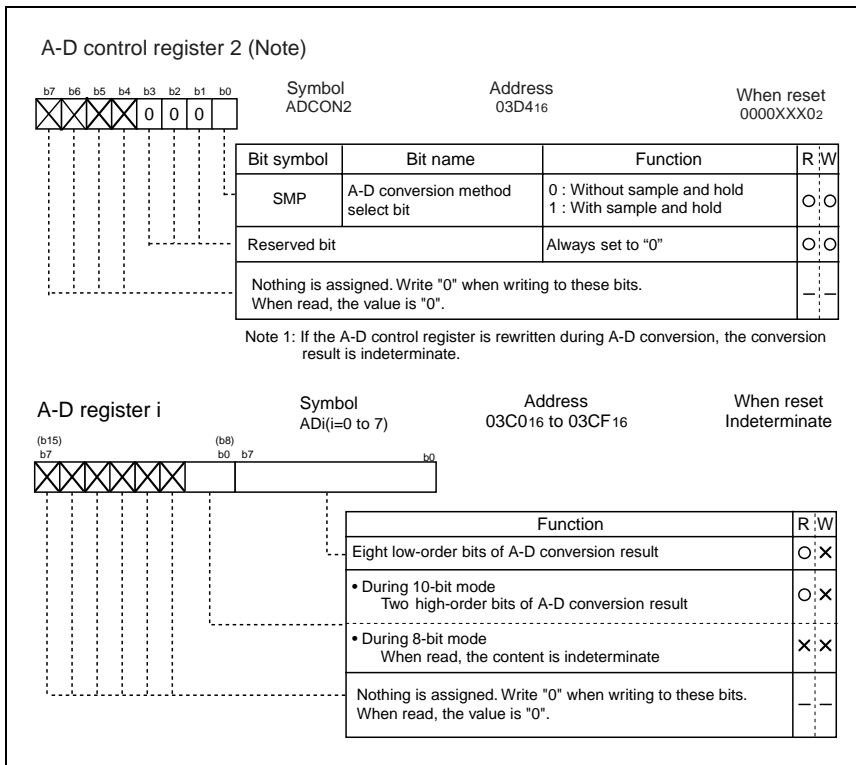 A-D control register 2 (Note)
b7 b6 b5 b4 b3 b2 b1 b0
0 0 0
Symbol Address When reset
ADCON2 03D416 0000XXX02
Bit symbol Bit name Function R W
SMP A-D conversion method select bit 0 : Without sample and hold
1 : With sample and hold
Reserved bit Always set to “0”
Nothing is assigned. Write "0" when writing to these bits.
When read, the value is "0".
Note 1: If the A-D control register is rewritten during A-D conversion, the conversion
result is indeterminate.
A-D register i
Symbol Address When reset
ADi(i=0 to 7) 03C016 to 03CF16 Indeterminate
(b15) (b8)
b7 b0 b7 b0
Function R W
Eight low-order bits of A-D conversion result
• During 10-bit mode
Two high-order bits of A-D conversion result
• During 8-bit mode
When read, the content is indeterminate
Nothing is assigned. Write "0" when writing to these bits.
When read, the value is "0".